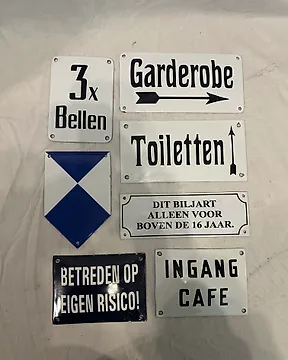 3x
Bellen
Garderobe
Toiletten
DIT BILJART
ALLEEN VOOR
BOVEN DE 16 JAAR.
BETREDEN OP
EIGEN RISICO!
INGANG
CAFE